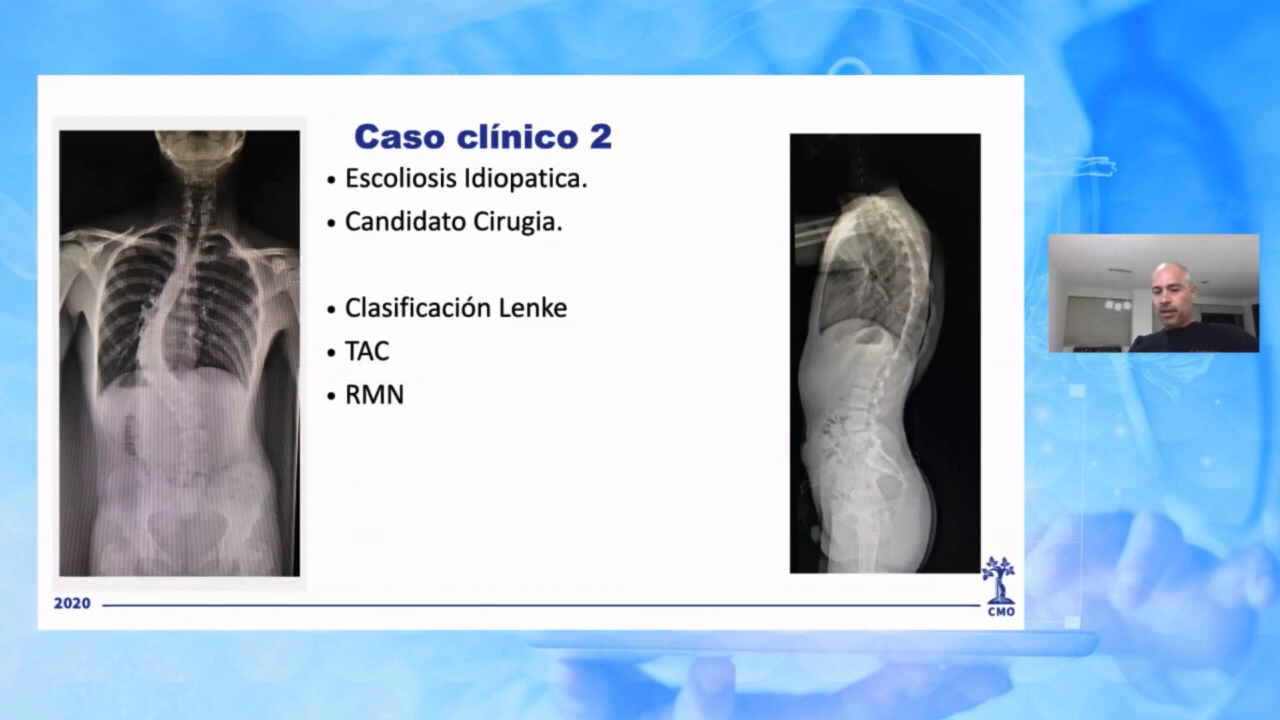 Caso clínico 2
• Escoliosis Idiopatica.
• Candidato Cirugia.
• Clasificación Lenke
• TAC
• RMN
2020
CMO